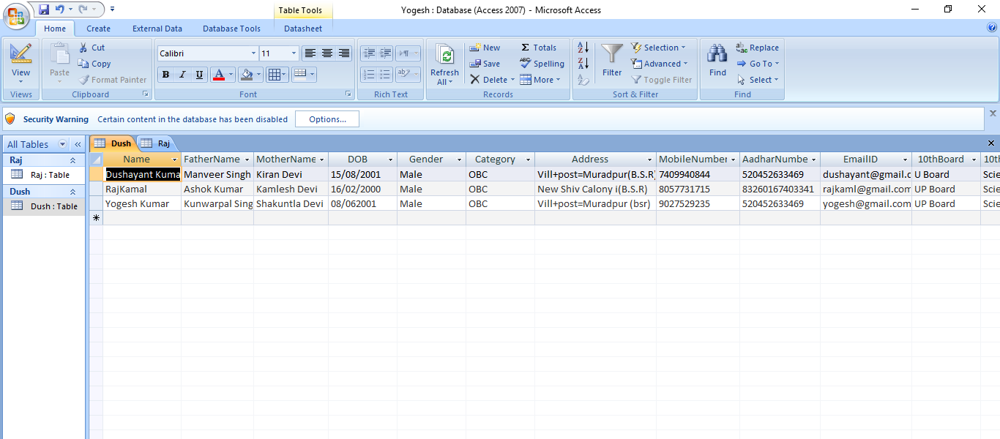 Table Tools
Yogesh : Database (Access 2007) - Microsoft Access
Home Create External Data Database Tools Datasheet
Cut
Copy
Format Painter
View Paste
Views Clipboard
Calibri 11
B I U A
Font
Rich Text
Refresh All
New Totals
Save Spelling
Delete More
Records
Filter
Selection
Advanced
Toggle Filter
Sort & Filter
Find
Replace
Go To
Select
Find
Security Warning Certain content in the database has been disabled Options...
All Tables
Raj
Raj : Table
Dush
Dush : Table
Dush Raj
Name FatherName MotherName DOB Gender Category Address MobileNumber AadharNumbe EmailID 10thBoard 10th
Dushayant Kuma Manveer Singh Kiran Devi 15/08/2001 Male OBC Vill+post=Muradpur(B.S.R) 7409940844 520452633469 dushayant@gmail.c U Board Scie
RajKamal Ashok Kumar Kamlesh Devi 16/02/2000 Male OBC New Shiv Calony i(B.S.R) 8057731715 83260167403341 rajkaml@gmail.com UP Board Scie
Yogesh Kumar Kunwarpal Sing Shakuntla Devi 08/062001 Male OBC Vill+post=Muradpur (bsr) 9027529235 520452633469 yogesh@gmail.com UP Board Scie